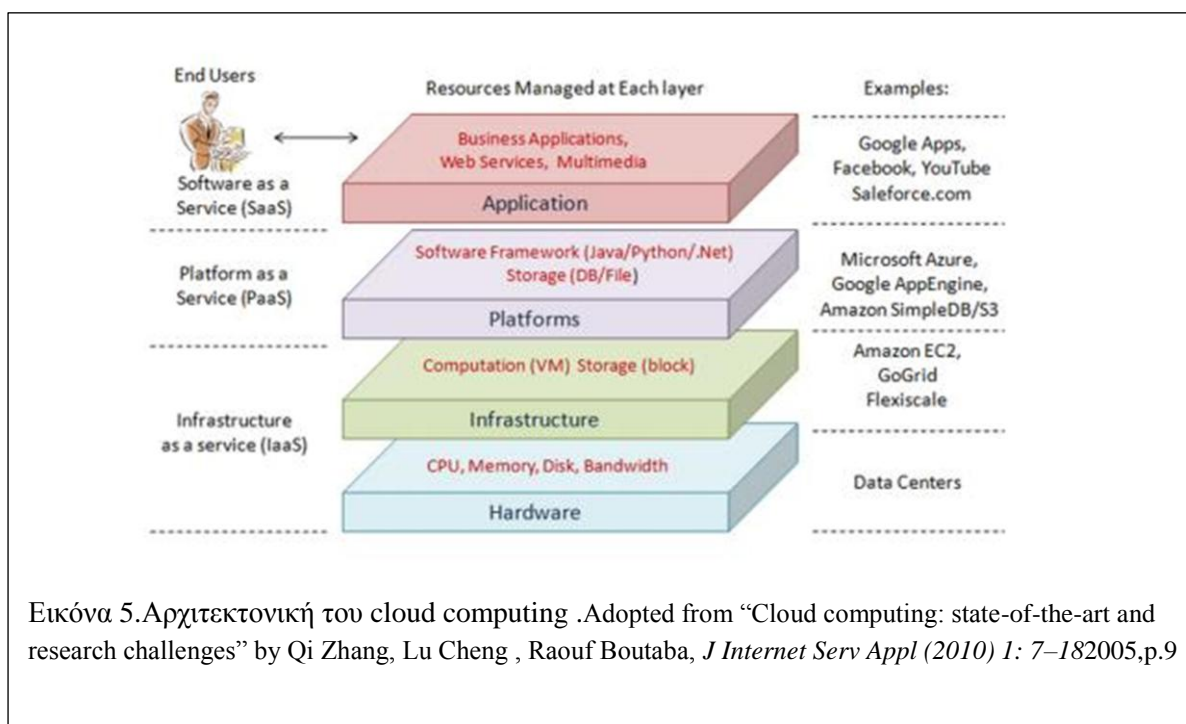 End Users
Resources Managed at Each layer
Examples:
Business Applications,
Web Services, Multimedia
Application
Software as a
Service (SaaS)
Google Apps,
Facebook, YouTube
Saleforce.com
Software Framework (Java/Python/.Net)
Storage (DB/File)
Platforms
Platform as a
Service (PaaS)
Microsoft Azure,
Google AppEngine,
Amazon SimpleDB/S3
Computation (VM) Storage (block)
Infrastructure
Amazon EC2,
GoGrid
Flexiscale
Infrastructure
as a service (IaaS)
CPU, Memory, Disk, Bandwidth
Hardware
Data Centers
Εικόνα 5.Αρχιτεκτονική του cloud computing .Adopted from “Cloud computing: state-of-the-art and
research challenges” by Qi Zhang, Lu Cheng , Raouf Boutaba, J Internet Serv Appl (2010) 1: 7–182005,p.9